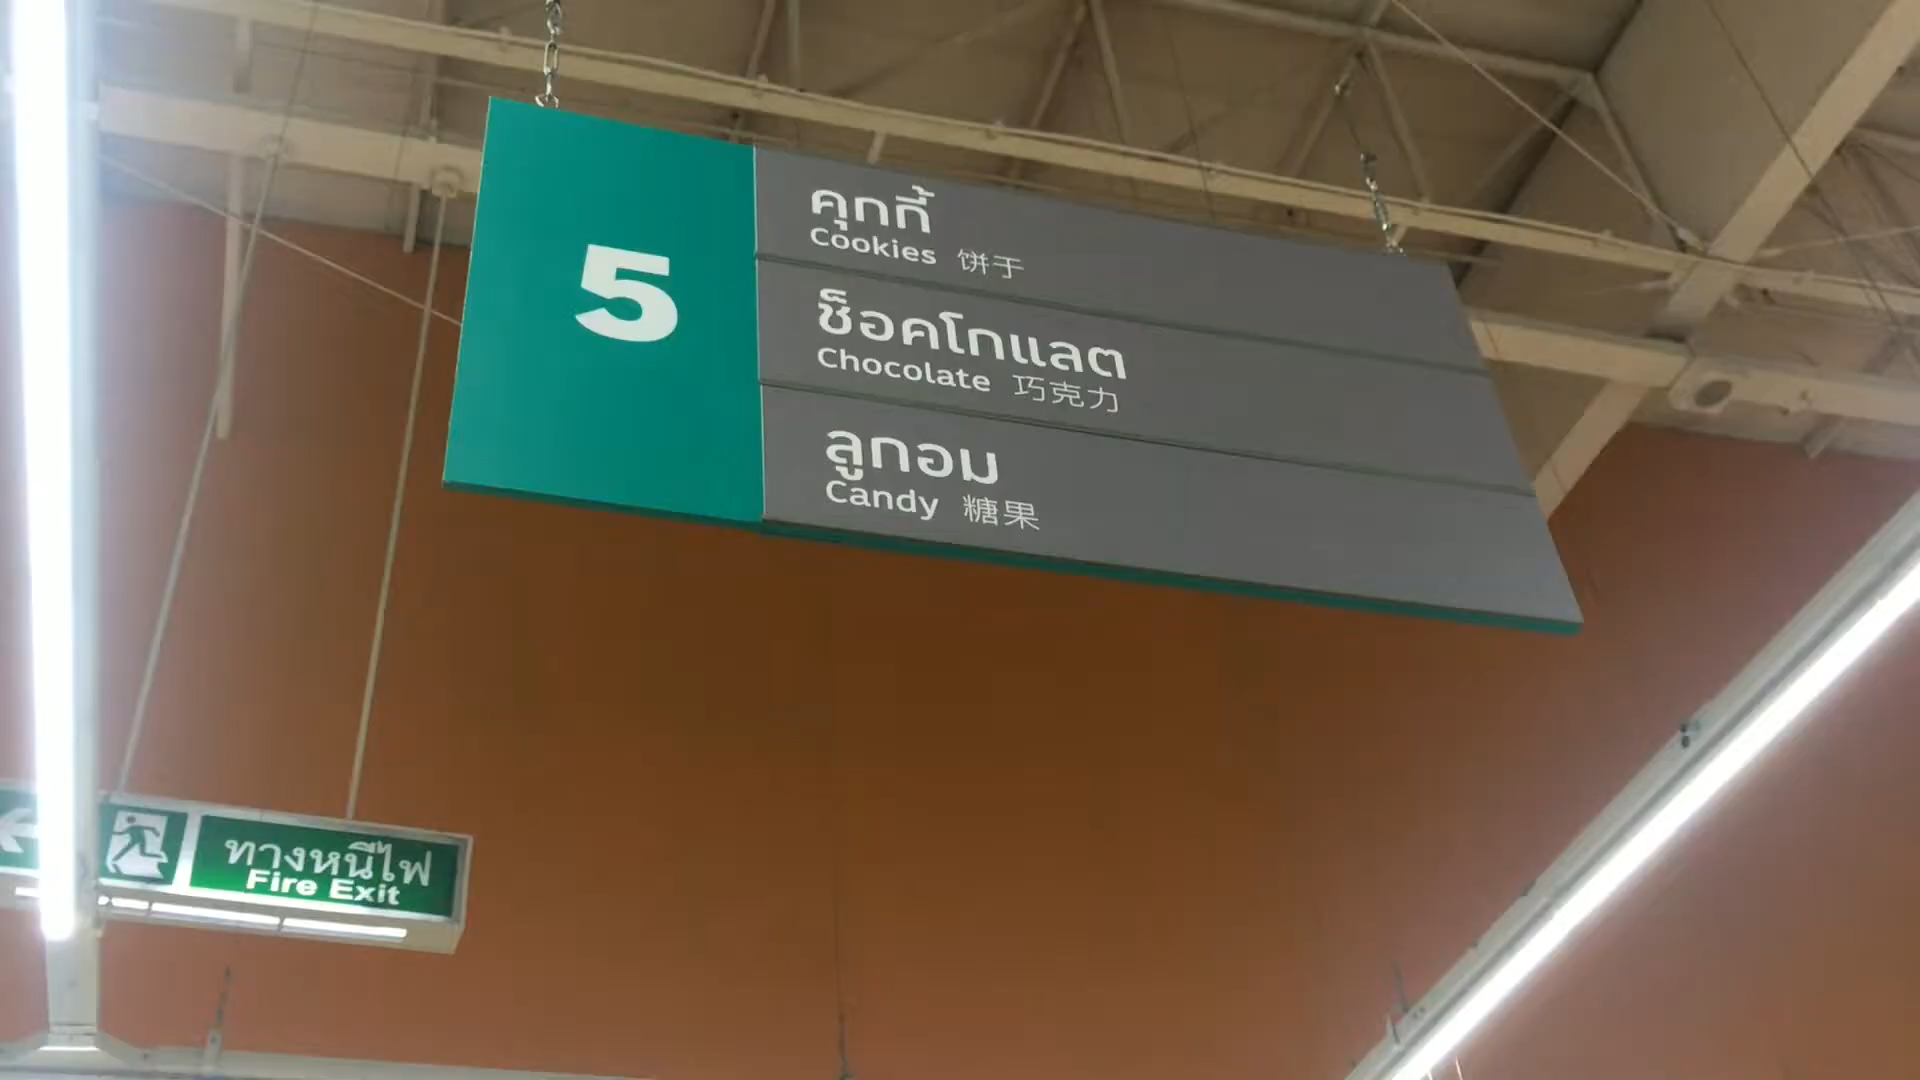 5
คุกกี้
Cookies 饼干
ช็อคโกแลต
Chocolate 巧克力
ลูกอม
Candy 糖果
ทางหนีไฟ
Fire Exit